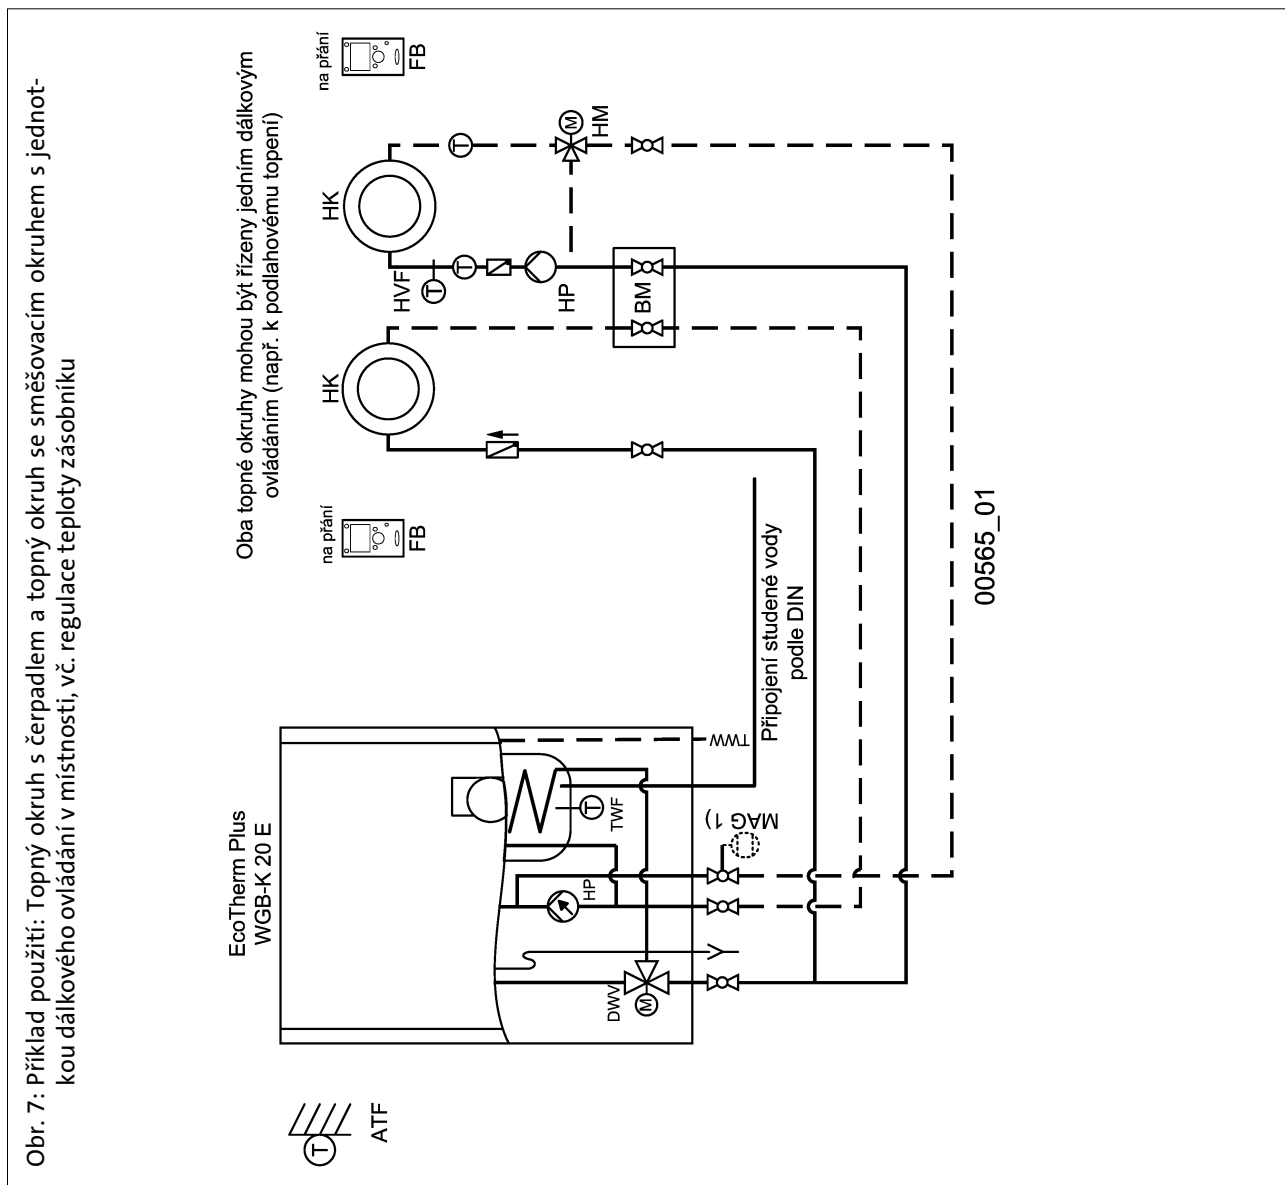 Obr. 7: Příklad použití: Topný okruh s čerpadlem a topný okruh se směšovacím okruhem s jednot-
kou dálkového ovládání v místnosti, vč. regulace teploty zásobníku
ATF
T
EcoTherm Plus
WGB-K 20 E
DWV
M
HP
TWF
T
MAG 1)
TWW
Připojení studené vody
podle DIN
na přání
FB
Oba topné okruhy mohou být řízeny jedním dálkovým
ovládáním (např. k podlahovému topení)
na přání
FB
HK
HK
HVF
T
T
HP
BM
T
M
HM
00565_01